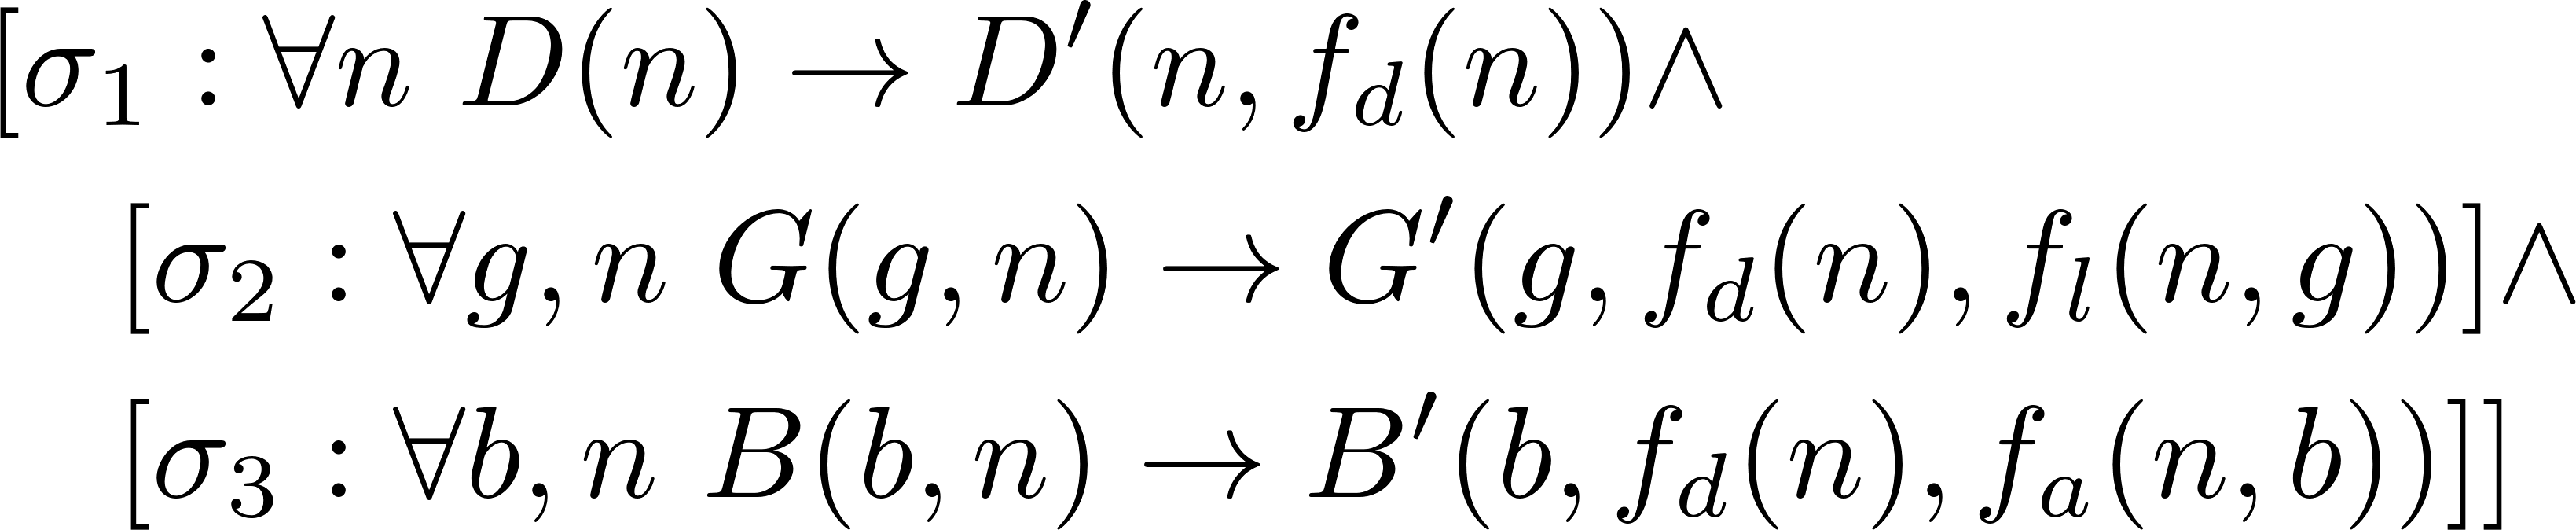 [σ₁ : ∀n D(n) → D′(n, f_d(n))∧
[σ₂ : ∀g, n G(g, n) → G′(g, f_d(n), f_l(n, g))]∧
[σ₃ : ∀b, n B(b, n) → B′(b, f_d(n), f_a(n, b))]]